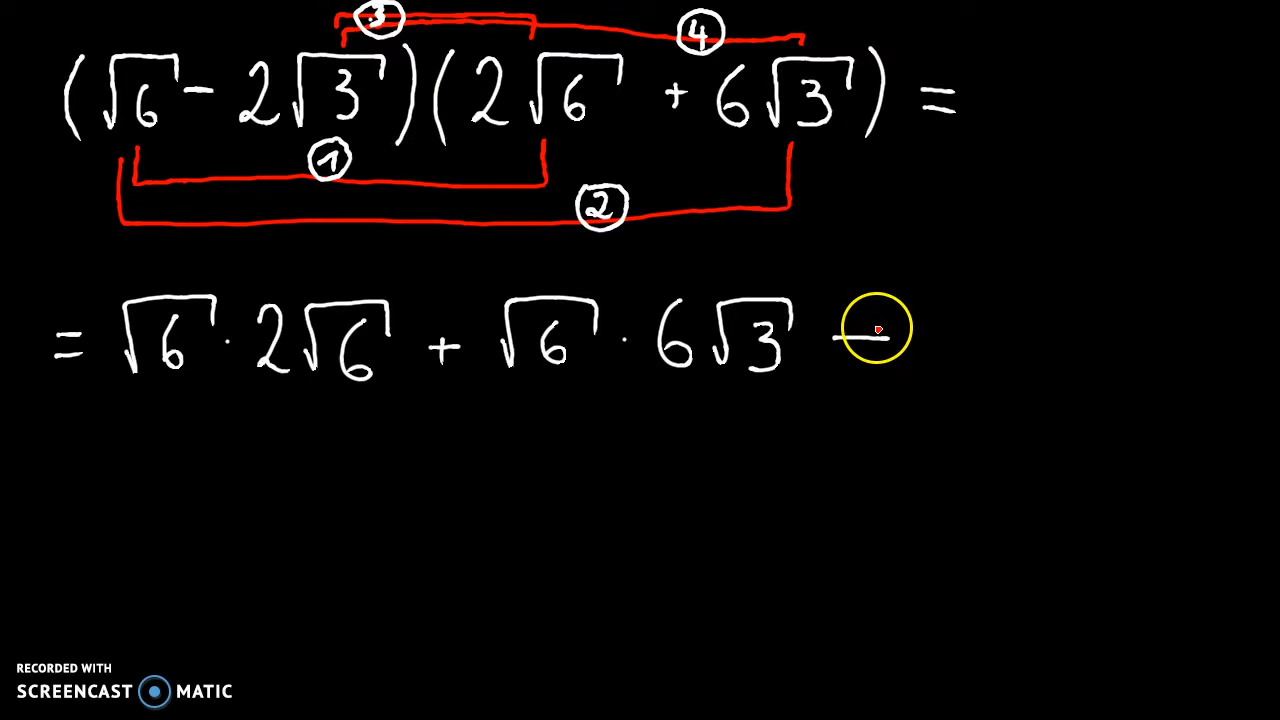 ③ ④
(√6 - 2√3)(2√6 + 6√3) =
①
②
= √6 · 2√6 + √6 · 6√3 -
RECORDED WITH
SCREENCAST MATIC